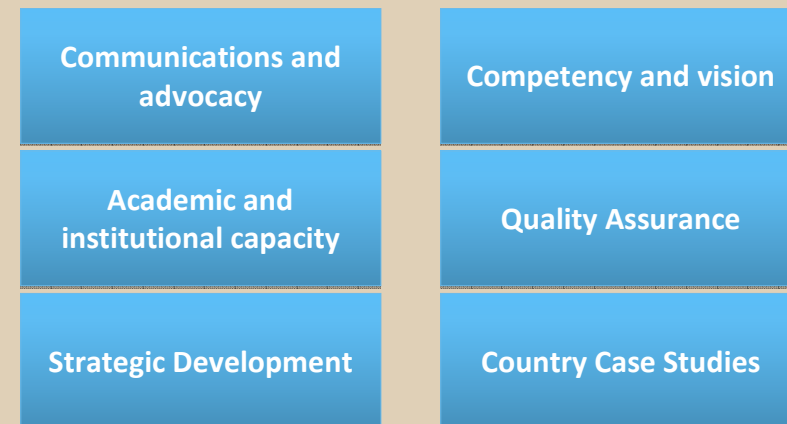 Communications and
advocacy
Competency and vision
Academic and
institutional capacity
Quality Assurance
Strategic Development
Country Case Studies